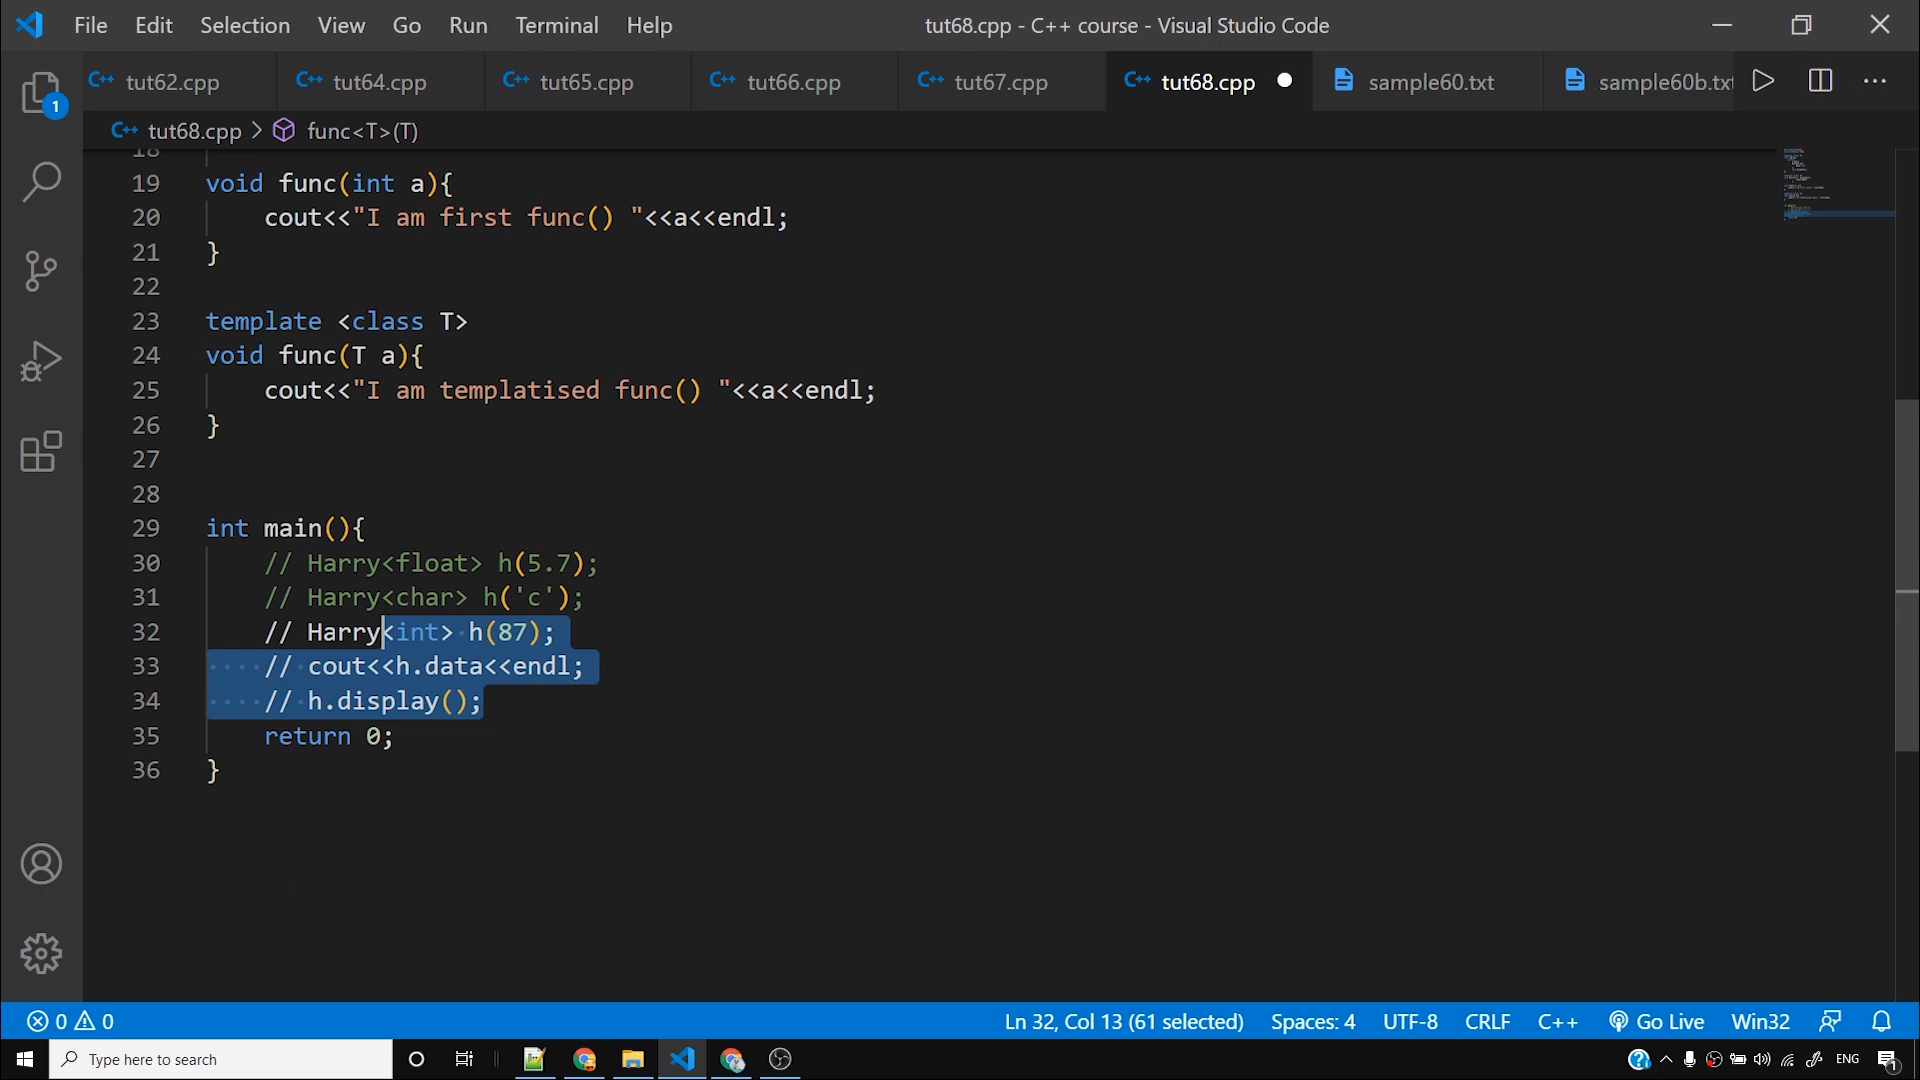 File Edit Selection View Go Run Terminal Help tut68.cpp - C++ course - Visual Studio Code
tut62.cpp tut64.cpp tut65.cpp tut66.cpp tut67.cpp tut68.cpp sample60.txt sample60b.txt
1
tut68.cpp > func<T>(T)
18
19 void func(int a){
20 cout<<"I am first func() "<<a<<endl;
21 }
22
23 template <class T>
24 void func(T a){
25 cout<<"I am templatised func() "<<a<<endl;
26 }
27
28
29 int main(){
30 // Harry<float> h(5.7);
31 // Harry<char> h('c');
32 // Harry<int> h(87);
33 // cout<<h.data<<endl;
34 // h.display();
35 return 0;
36 }
0 0 Ln 32, Col 13 (61 selected) Spaces: 4 UTF-8 CRLF C++ Go Live Win32
Type here to search ENG 1